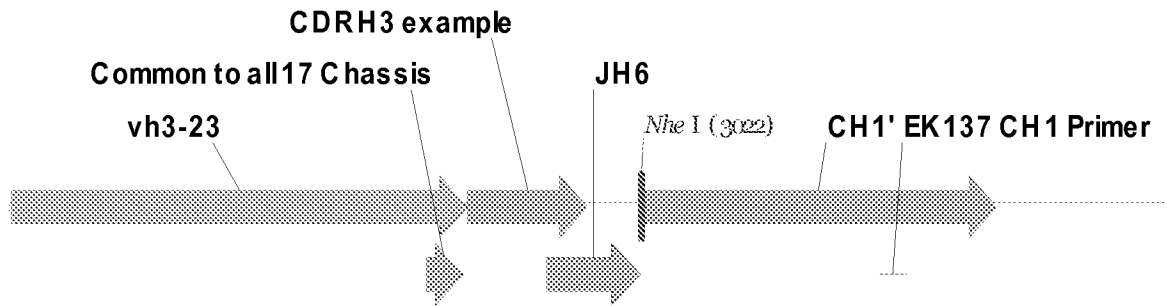 CDRH3 example
Common to all 17 Chassis
JH6
vh3-23
Nhe I (3022)
CH1' EK137 CH1 Primer